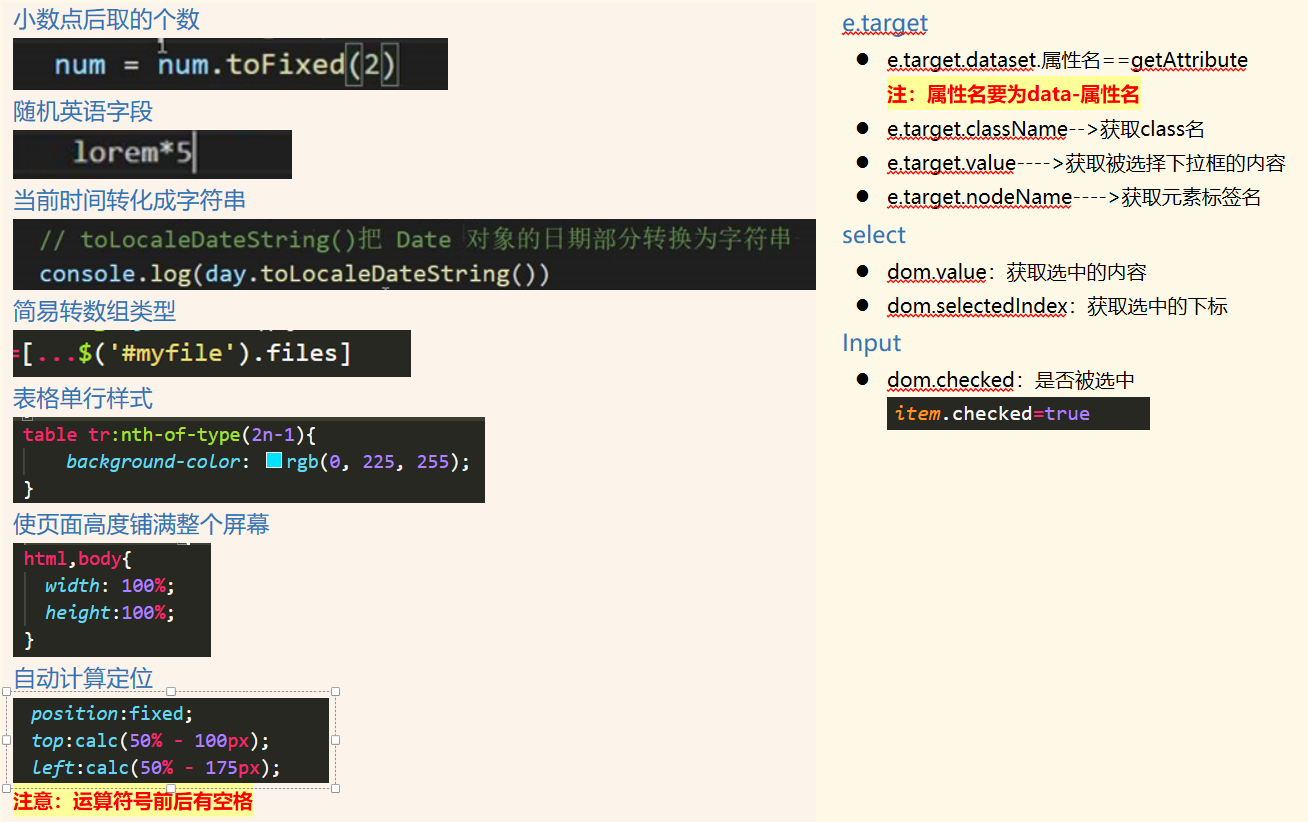 小数点后取的个数
num = num.toFixed(2)
随机英语字段
lorem*5
当前时间转化成字符串
// toLocaleDateString()把 Date 对象的日期部分转换为字符串
console.log(day.toLocaleDateString())
简易转数组类型
=[...$('#myfile').files]
表格单行样式
table tr:nth-of-type(2n-1){
background-color: rgb(0, 225, 255);
}
使页面高度铺满整个屏幕
html,body{
width: 100%;
height:100%;
}
自动计算定位
position:fixed;
top:calc(50% - 100px);
left:calc(50% - 175px);
注意：运算符号前后有空格
e.target
● e.target.dataset.属性名==getAttribute
注：属性名要为data-属性名
● e.target.className-->获取class名
● e.target.value---->获取被选择下拉框的内容
● e.target.nodeName---->获取元素标签名
select
● dom.value：获取选中的内容
● dom.selectedIndex：获取选中的下标
Input
● dom.checked：是否被选中
item.checked=true